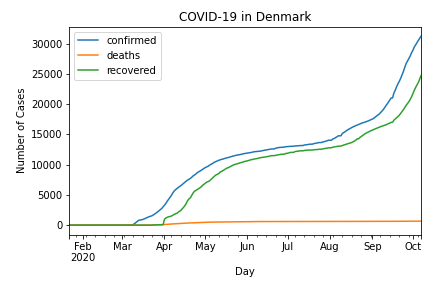 COVID-19 in Denmark
confirmed
deaths
recovered
Number of Cases
30000
25000
20000
15000
10000
5000
0
Feb Mar Apr May Jun Jul Aug Sep Oct
2020
Day